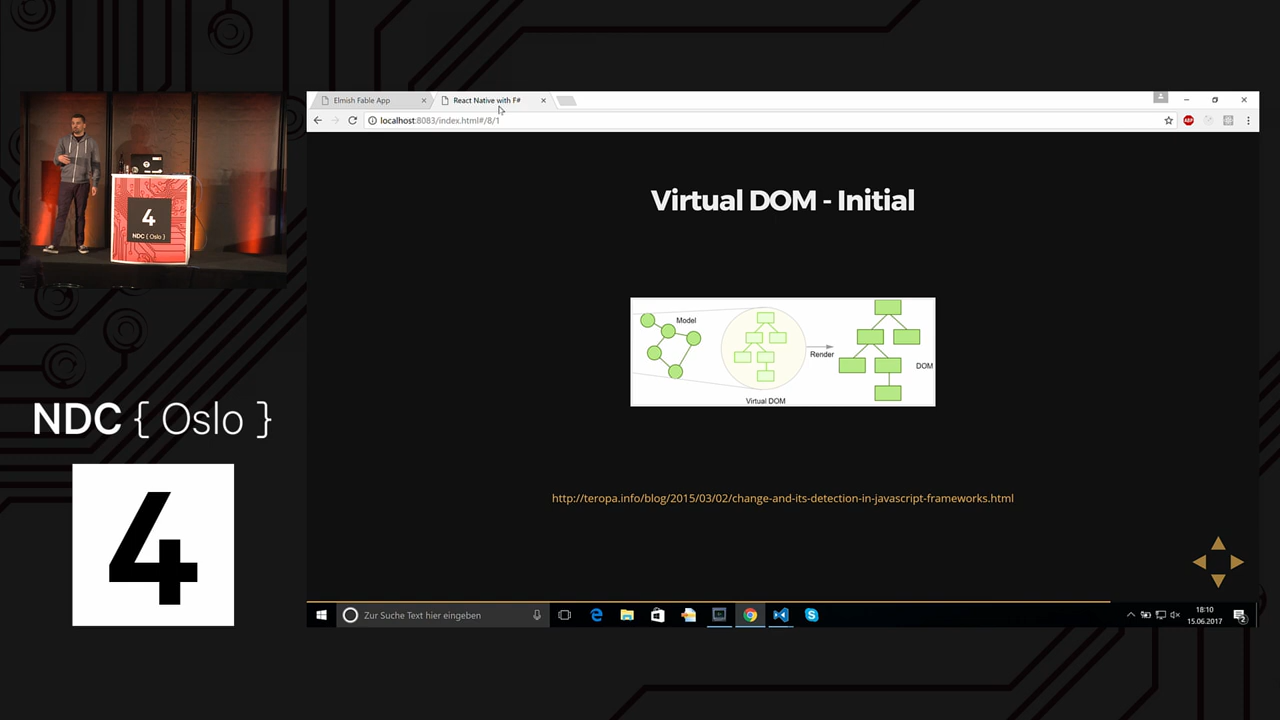 Elmish Fable App
React Native with F#
localhost:8083/index.html#/8/1
ABP
Virtual DOM - Initial
Model
Render
DOM
Virtual DOM
http://teropa.info/blog/2015/03/02/change-and-its-detection-in-javascript-frameworks.html
4
NDC { Oslo }
NDC { Oslo }
4
Zur Suche Text hier eingeben
18:10
15.06.2017
2